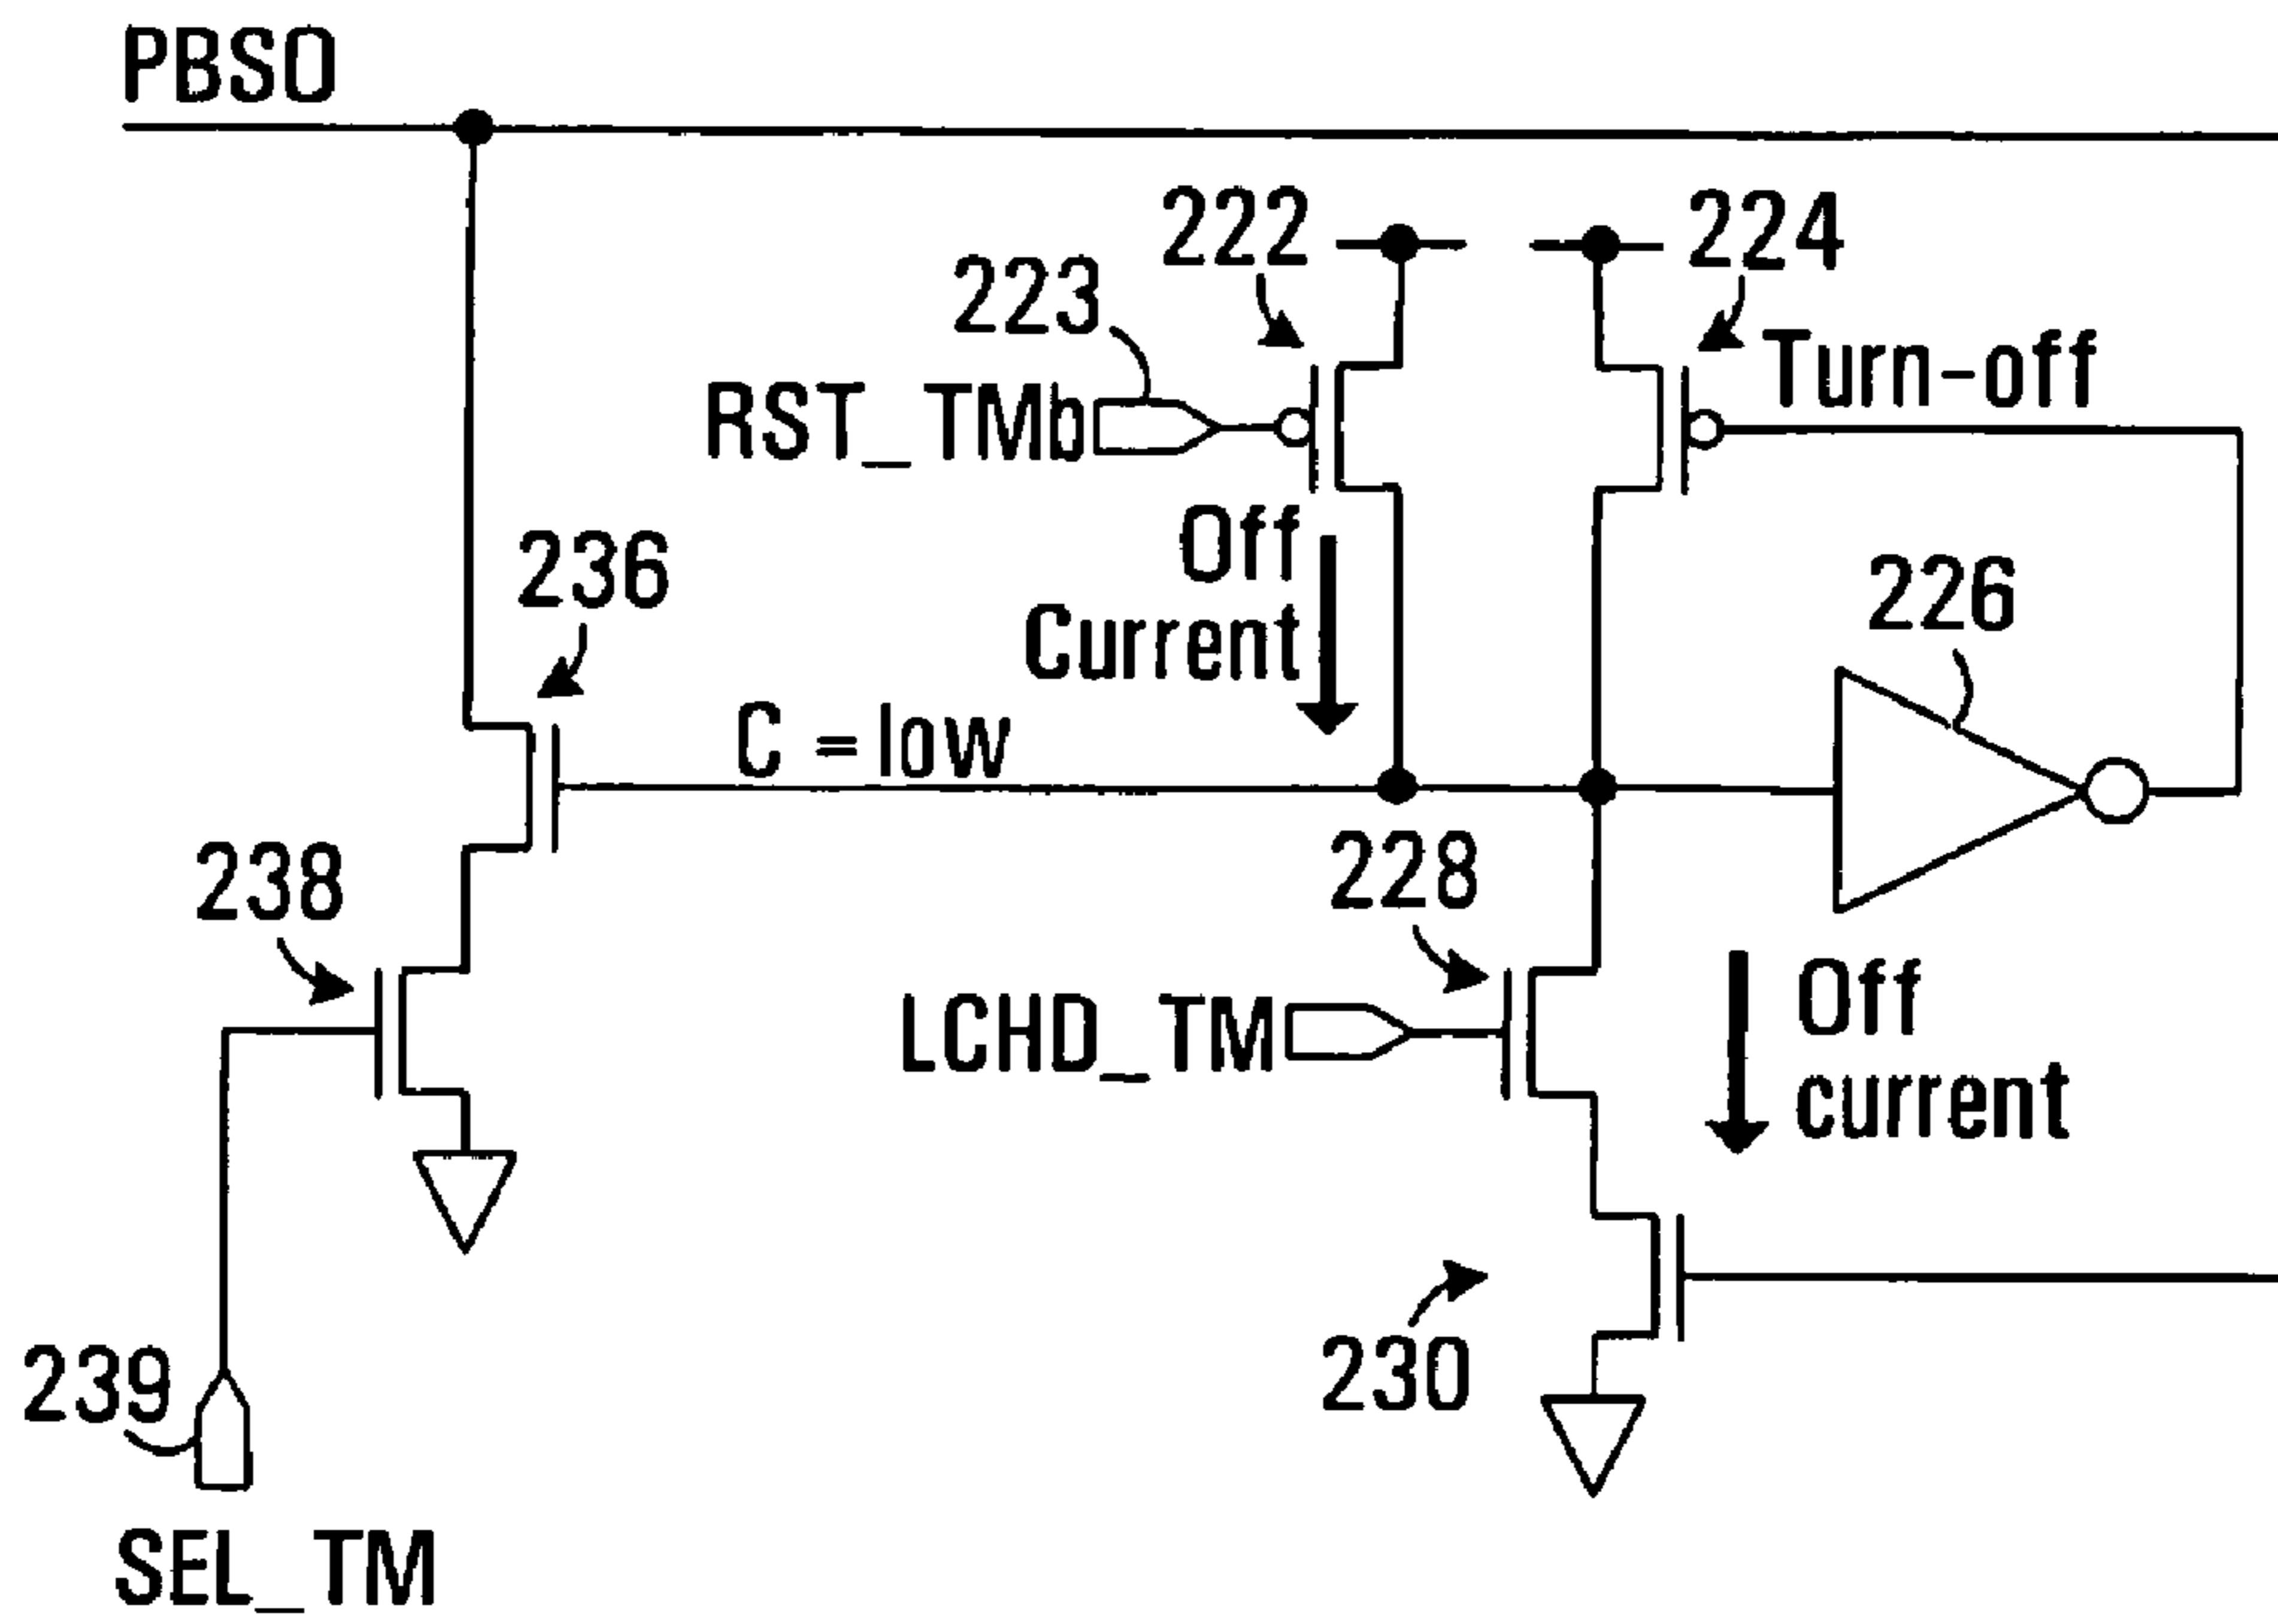 PBSO
222
224
223
Turn-off
RST_TMb
Off
Current
236
226
C = low
238
228
LCHD_TM
Off
current
230
239
SEL_TM